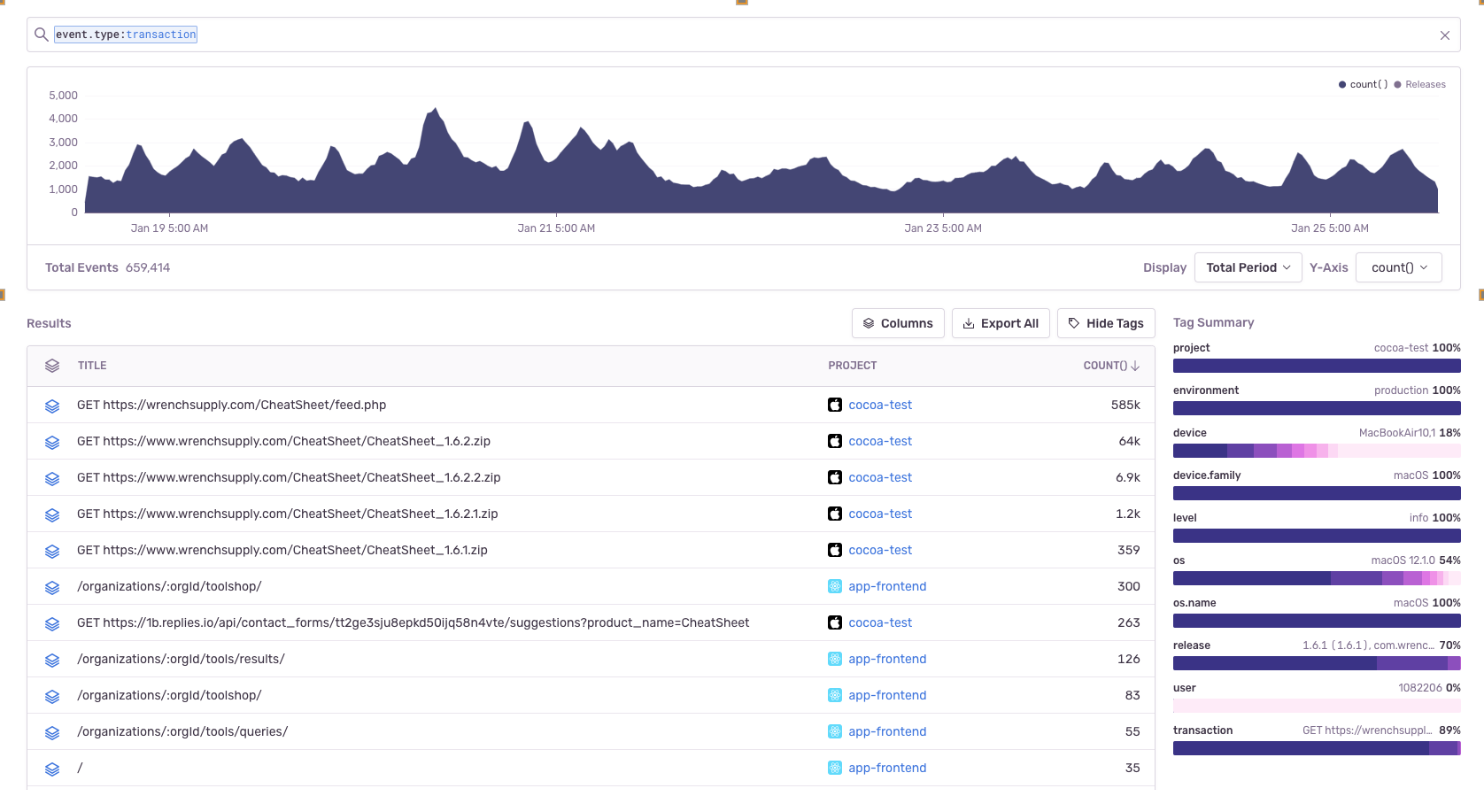 event.type:transaction
count() Releases
5,000
4,000
3,000
2,000
1,000
0
Jan 19 5:00 AM Jan 21 5:00 AM Jan 23 5:00 AM Jan 25 5:00 AM
Total Events 659,414 Display Total Period Y-Axis count()
Results Columns Export All Hide Tags
TITLE PROJECT COUNT()
GET https://wrenchsupply.com/CheatSheet/feed.php cocoa-test 585k
GET https://www.wrenchsupply.com/CheatSheet/CheatSheet_1.6.2.zip cocoa-test 64k
GET https://www.wrenchsupply.com/CheatSheet/CheatSheet_1.6.2.2.zip cocoa-test 6.9k
GET https://www.wrenchsupply.com/CheatSheet/CheatSheet_1.6.2.1.zip cocoa-test 1.2k
GET https://www.wrenchsupply.com/CheatSheet/CheatSheet_1.6.1.zip cocoa-test 359
/organizations/:orgId/toolshop/ app-frontend 300
GET https://1b.replies.io/api/contact_forms/tt2ge3sju8epkd50ijq58n4vte/suggestions?product_name=CheatSheet cocoa-test 263
/organizations/:orgId/tools/results/ app-frontend 126
/organizations/:orgId/toolshop/ app-frontend 83
/organizations/:orgId/tools/queries/ app-frontend 55
/ app-frontend 35
Tag Summary
project cocoa-test 100%
environment production 100%
device MacBookAir10,1 18%
device.family macOS 100%
level info 100%
os macOS 12.1.0 54%
os.name macOS 100%
release 1.6.1 (1.6.1), com.wrenc... 70%
user 1082206 0%
transaction GET https://wrenchsuppl... 89%